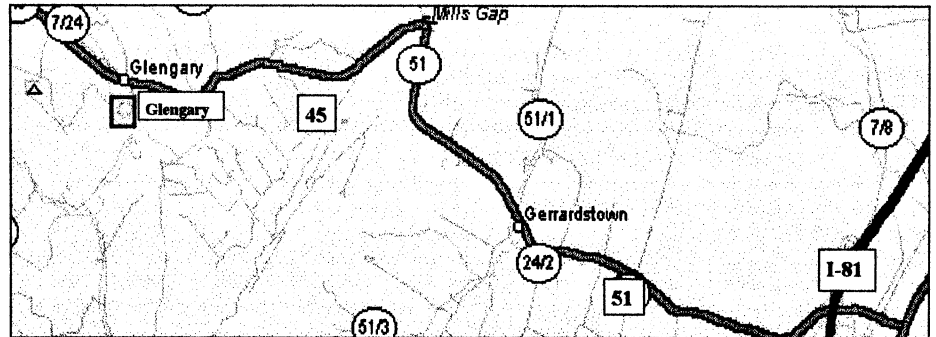 Mills Gap
7/24
51
Glengary
Glengary
45
51/1
7/8
Gerrardstown
24/2
I-81
51
51/3